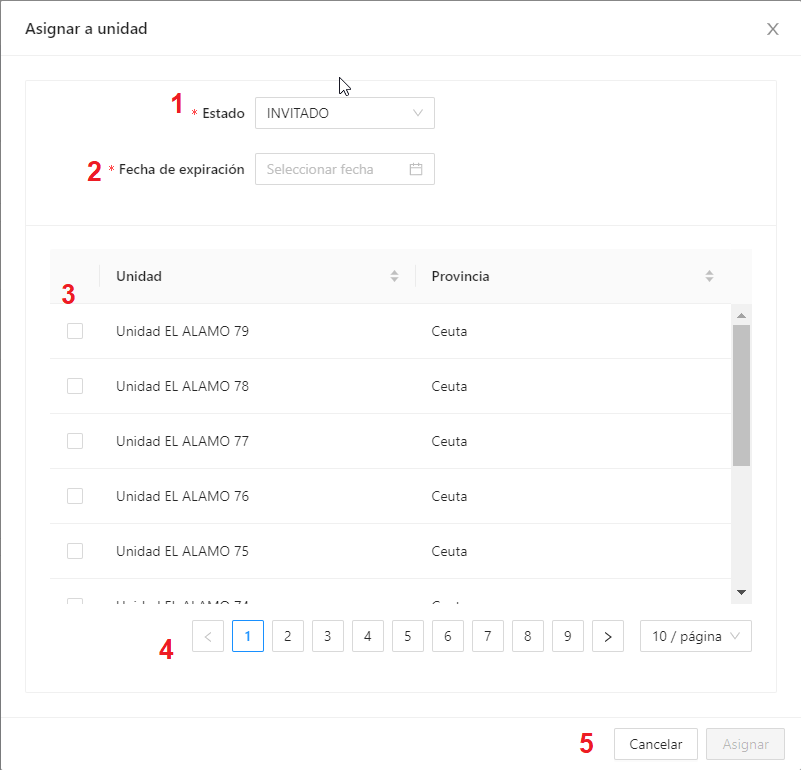 Asignar a unidad
1 * Estado INVITADO
2 * Fecha de expiración Seleccionar fecha
Unidad Provincia
3
Unidad EL ALAMO 79 Ceuta
Unidad EL ALAMO 78 Ceuta
Unidad EL ALAMO 77 Ceuta
Unidad EL ALAMO 76 Ceuta
Unidad EL ALAMO 75 Ceuta
4 < 1 2 3 4 5 6 7 8 9 > 10 / página
5 Cancelar Asignar